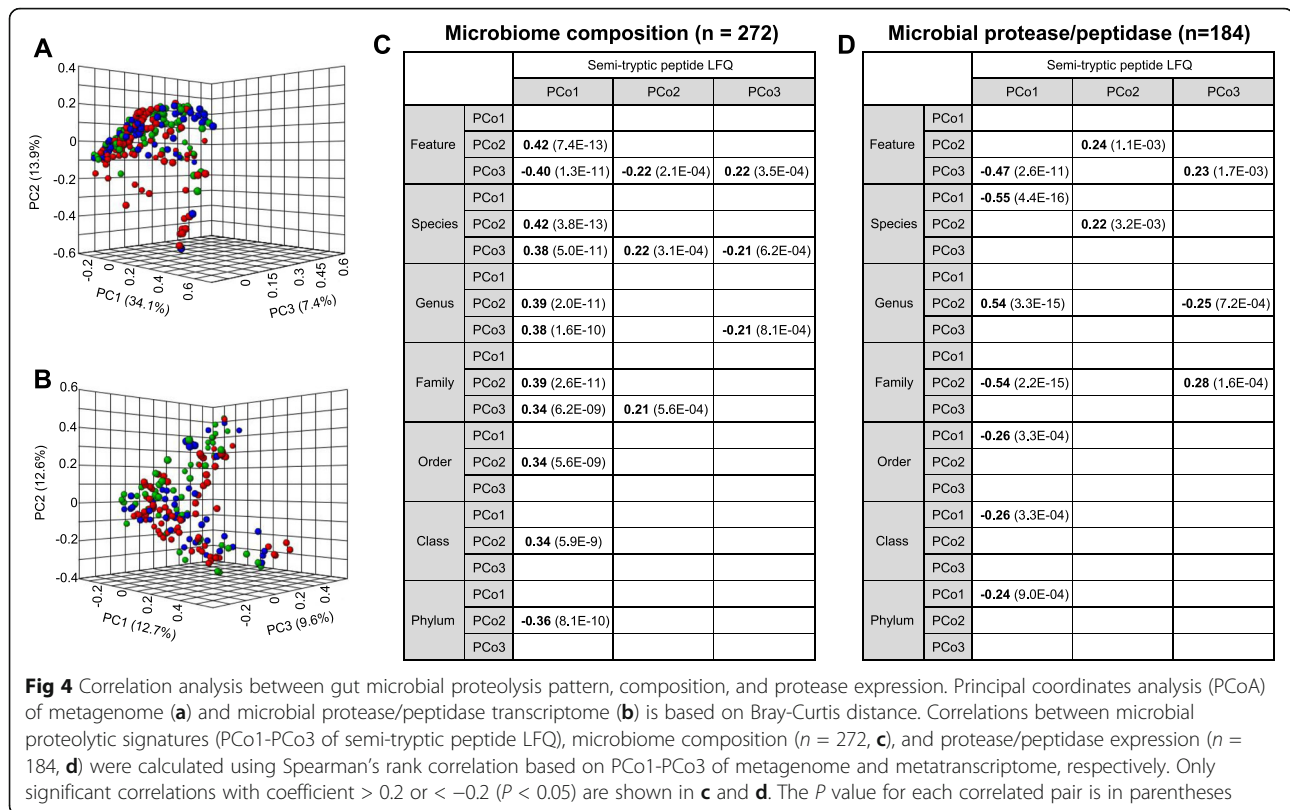 A
0.4
0.2
0
-0.2
-0.4
-0.6
PC2 (13.9%)
-0.2
0
0.2
0.4
0.6
PC1 (34.1%)
0
0.15
0.3
0.45
0.6
PC3 (7.4%)
B
0.6
0.4
0.2
0
-0.2
-0.4
PC2 (12.6%)
-0.2
0
0.2
0.4
PC1 (12.7%)
-0.2
0
0.2
0.4
PC3 (9.6%)
C Microbiome composition (n = 272)
Semi-tryptic peptide LFQ
PCo1 PCo2 PCo3
Feature
PCo1
PCo2 0.42 (7.4E-13)
PCo3 -0.40 (1.3E-11) -0.22 (2.1E-04) 0.22 (3.5E-04)
Species
PCo1
PCo2 0.42 (3.8E-13)
PCo3 0.38 (5.0E-11) 0.22 (3.1E-04) -0.21 (6.2E-04)
Genus
PCo1
PCo2 0.39 (2.0E-11)
PCo3 0.38 (1.6E-10) -0.21 (8.1E-04)
Family
PCo1
PCo2 0.39 (2.6E-11)
PCo3 0.34 (6.2E-09) 0.21 (5.6E-04)
Order
PCo1
PCo2 0.34 (5.6E-09)
PCo3
Class
PCo1
PCo2 0.34 (5.9E-9)
PCo3
Phylum
PCo1
PCo2 -0.36 (8.1E-10)
PCo3
D Microbial protease/peptidase (n=184)
Semi-tryptic peptide LFQ
PCo1 PCo2 PCo3
Feature
PCo1
PCo2 0.24 (1.1E-03)
PCo3 -0.47 (2.6E-11) 0.23 (1.7E-03)
Species
PCo1 -0.55 (4.4E-16)
PCo2 0.22 (3.2E-03)
PCo3
Genus
PCo1
PCo2 0.54 (3.3E-15) -0.25 (7.2E-04)
PCo3
Family
PCo1
PCo2 -0.54 (2.2E-15) 0.28 (1.6E-04)
PCo3
Order
PCo1 -0.26 (3.3E-04)
PCo2
PCo3
Class
PCo1 -0.26 (3.3E-04)
PCo2
PCo3
Phylum
PCo1 -0.24 (9.0E-04)
PCo2
PCo3
Fig 4 Correlation analysis between gut microbial proteolysis pattern, composition, and protease expression. Principal coordinates analysis (PCoA)
of metagenome (a) and microbial protease/peptidase transcriptome (b) is based on Bray-Curtis distance. Correlations between microbial
proteolytic signatures (PCo1-PCo3 of semi-tryptic peptide LFQ), microbiome composition (n = 272, c), and protease/peptidase expression (n =
184, d) were calculated using Spearman's rank correlation based on PCo1-PCo3 of metagenome and metatranscriptome, respectively. Only
significant correlations with coefficient > 0.2 or < −0.2 (P < 0.05) are shown in c and d. The P value for each correlated pair is in parentheses